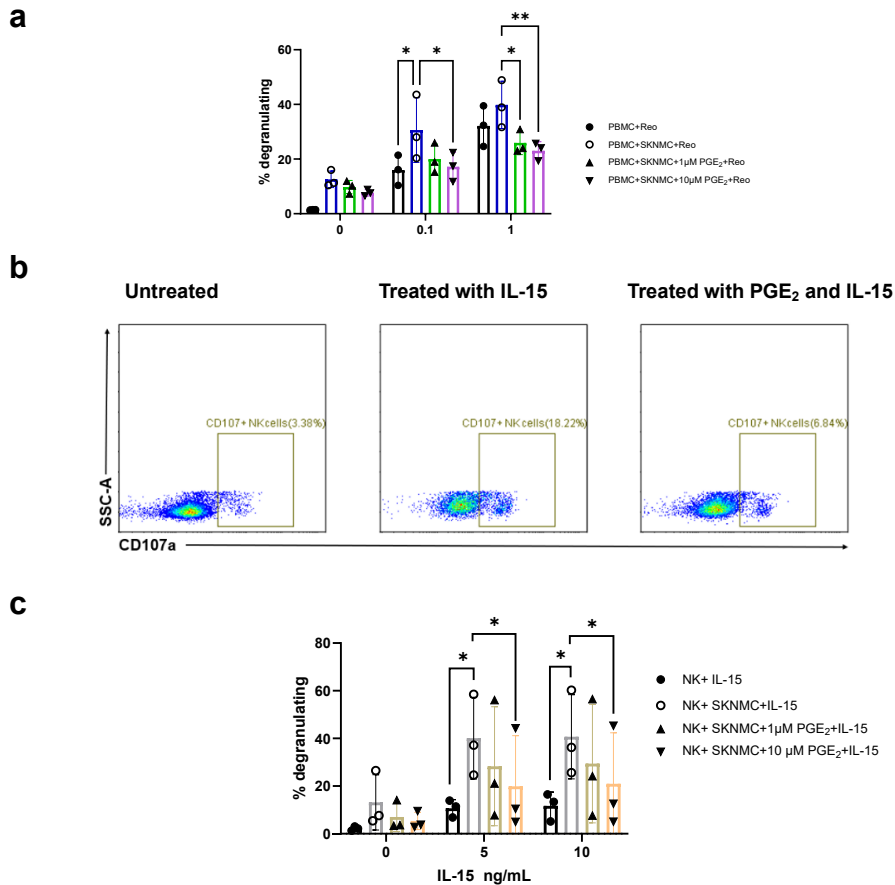 a
60
40
20
0
% degranulating
*
*
**
*
0
0.1
1
PBMC+Reo
PBMC+SKNMC+Reo
PBMC+SKNMC+1μM PGE₂+Reo
PBMC+SKNMC+10μM PGE₂+Reo
b
Untreated
Treated with IL-15
Treated with PGE₂ and IL-15
CD107+ NKcells(3.38%)
CD107+ NKcells(18.22%)
CD107+ NKcells(6.84%)
SSC-A
CD107a
c
80
60
40
20
0
% degranulating
*
*
*
*
0
5
10
IL-15 ng/mL
NK+ IL-15
NK+ SKNMC+IL-15
NK+ SKNMC+1μM PGE₂+IL-15
NK+ SKNMC+10 μM PGE₂+IL-15